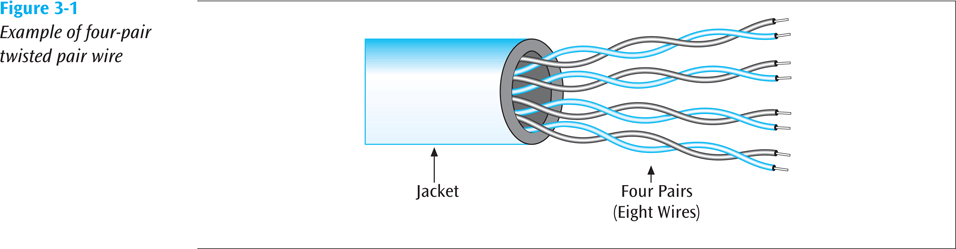 Figure 3-1
Example of four-pair
twisted pair wire
Jacket
Four Pairs
(Eight Wires)